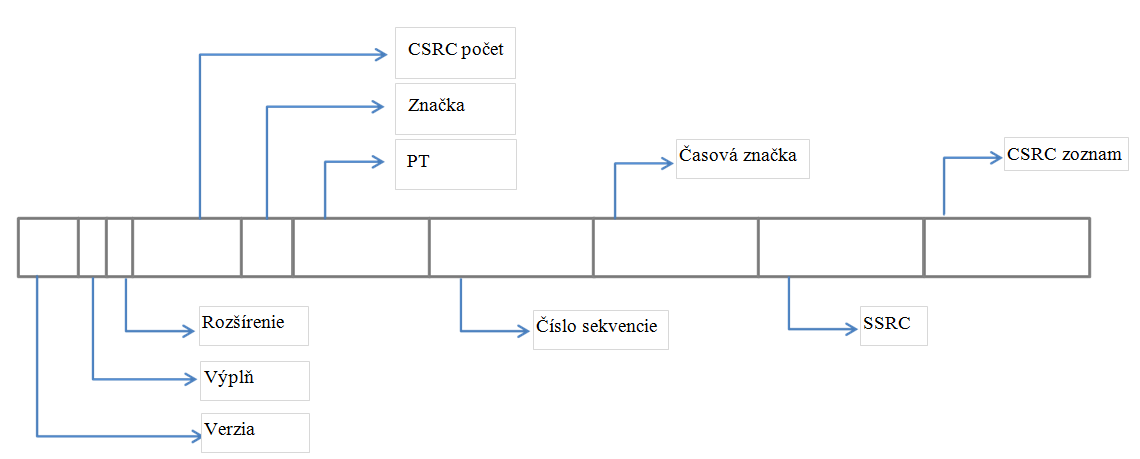 CSRC počet
Značka
PT
Časová značka
CSRC zoznam
Rozšírenie
Číslo sekvencie
SSRC
Výplň
Verzia